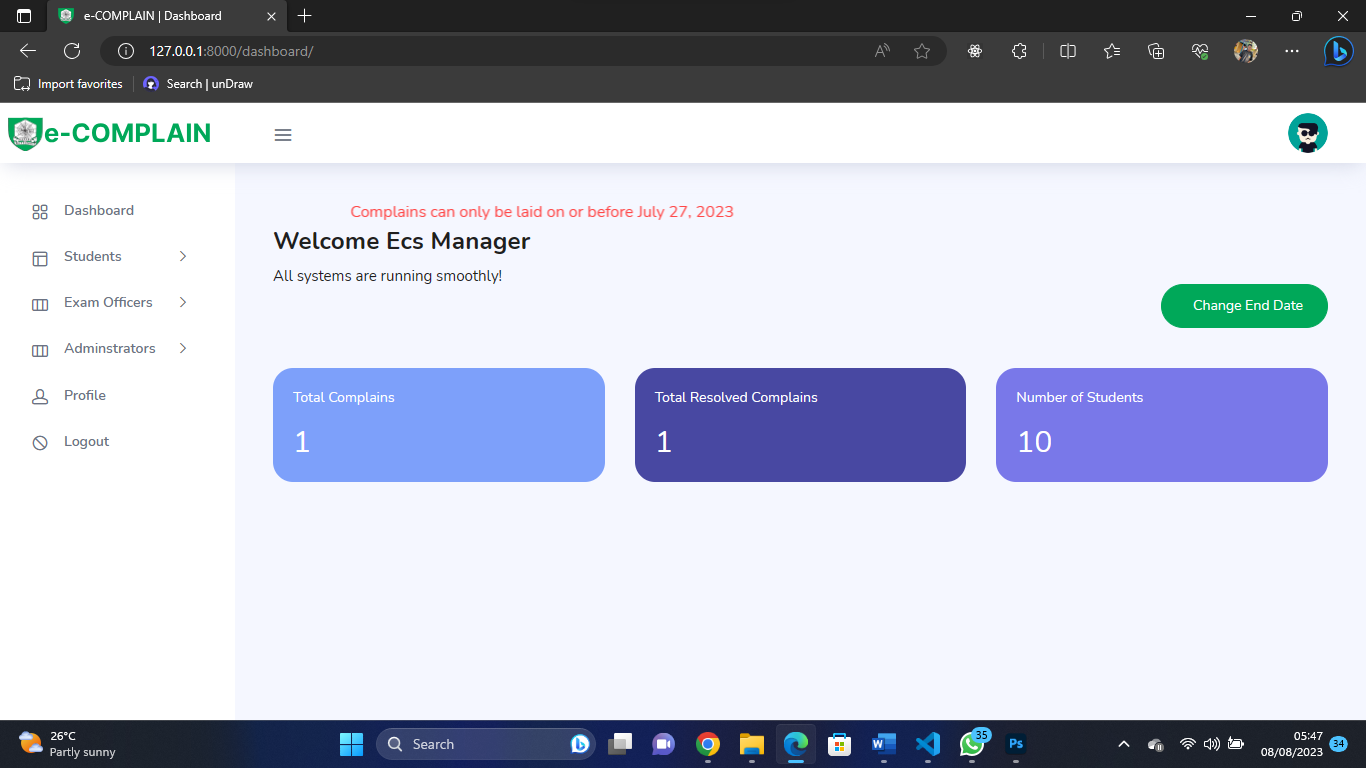 e-COMPLAIN | Dashboard
127.0.0.1:8000/dashboard/
Import favorites
Search | unDraw
e-COMPLAIN
Dashboard
Students
Exam Officers
Adminstrators
Profile
Logout
Complains can only be laid on or before July 27, 2023
Welcome Ecs Manager
All systems are running smoothly!
Change End Date
Total Complains
1
Total Resolved Complains
1
Number of Students
10
26°C
Partly sunny
Search
35
Ps
05:47
08/08/2023
34